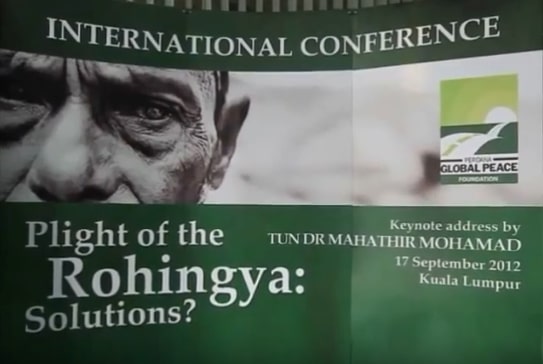 INTERNATIONAL CONFERENCE
PERDANA
GLOBAL PEACE
FOUNDATION
Plight of the
Rohingya:
Solutions?
Keynote address by
TUN DR MAHATHIR MOHAMAD
17 September 2012
Kuala Lumpur